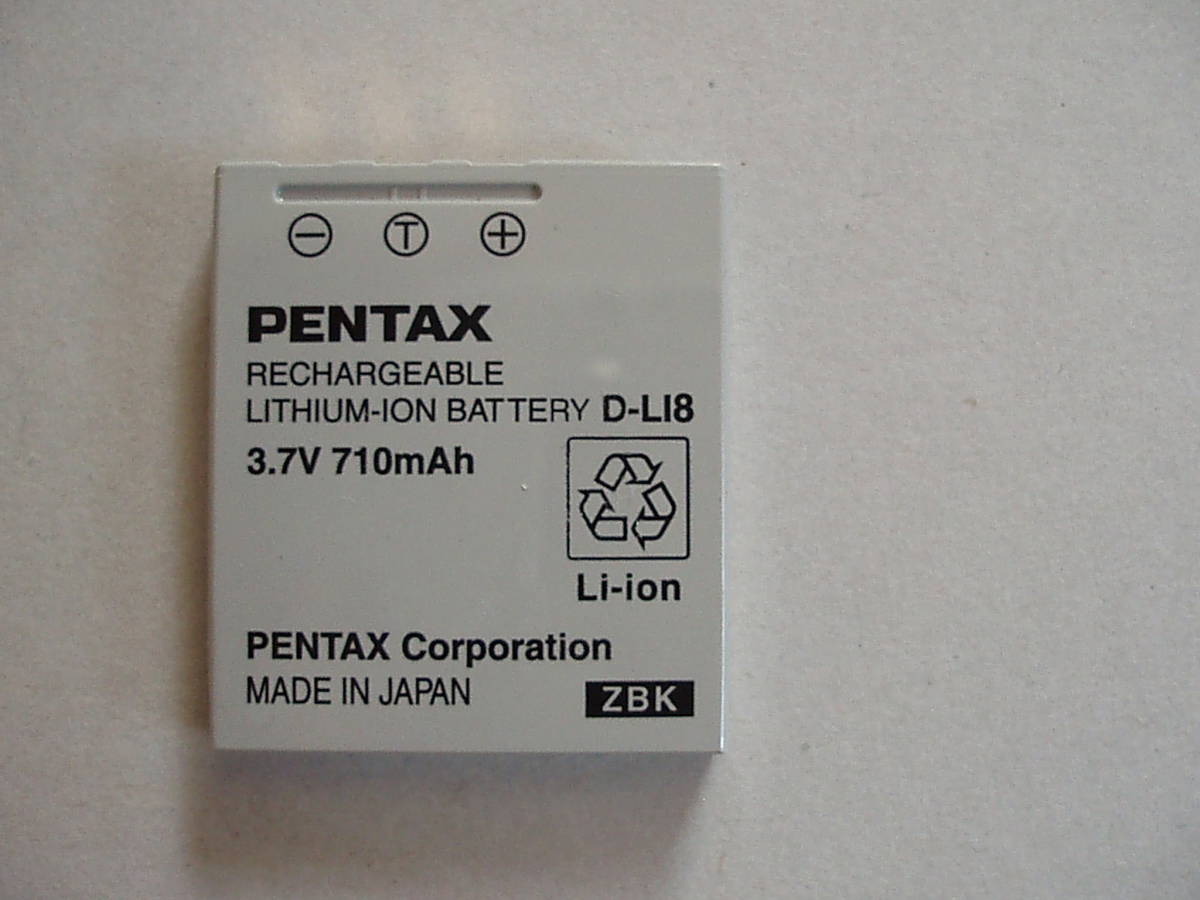 − T +
PENTAX
RECHARGEABLE
LITHIUM-ION BATTERY D-LI8
3.7V 710mAh
Li-ion
PENTAX Corporation
MADE IN JAPAN
ZBK